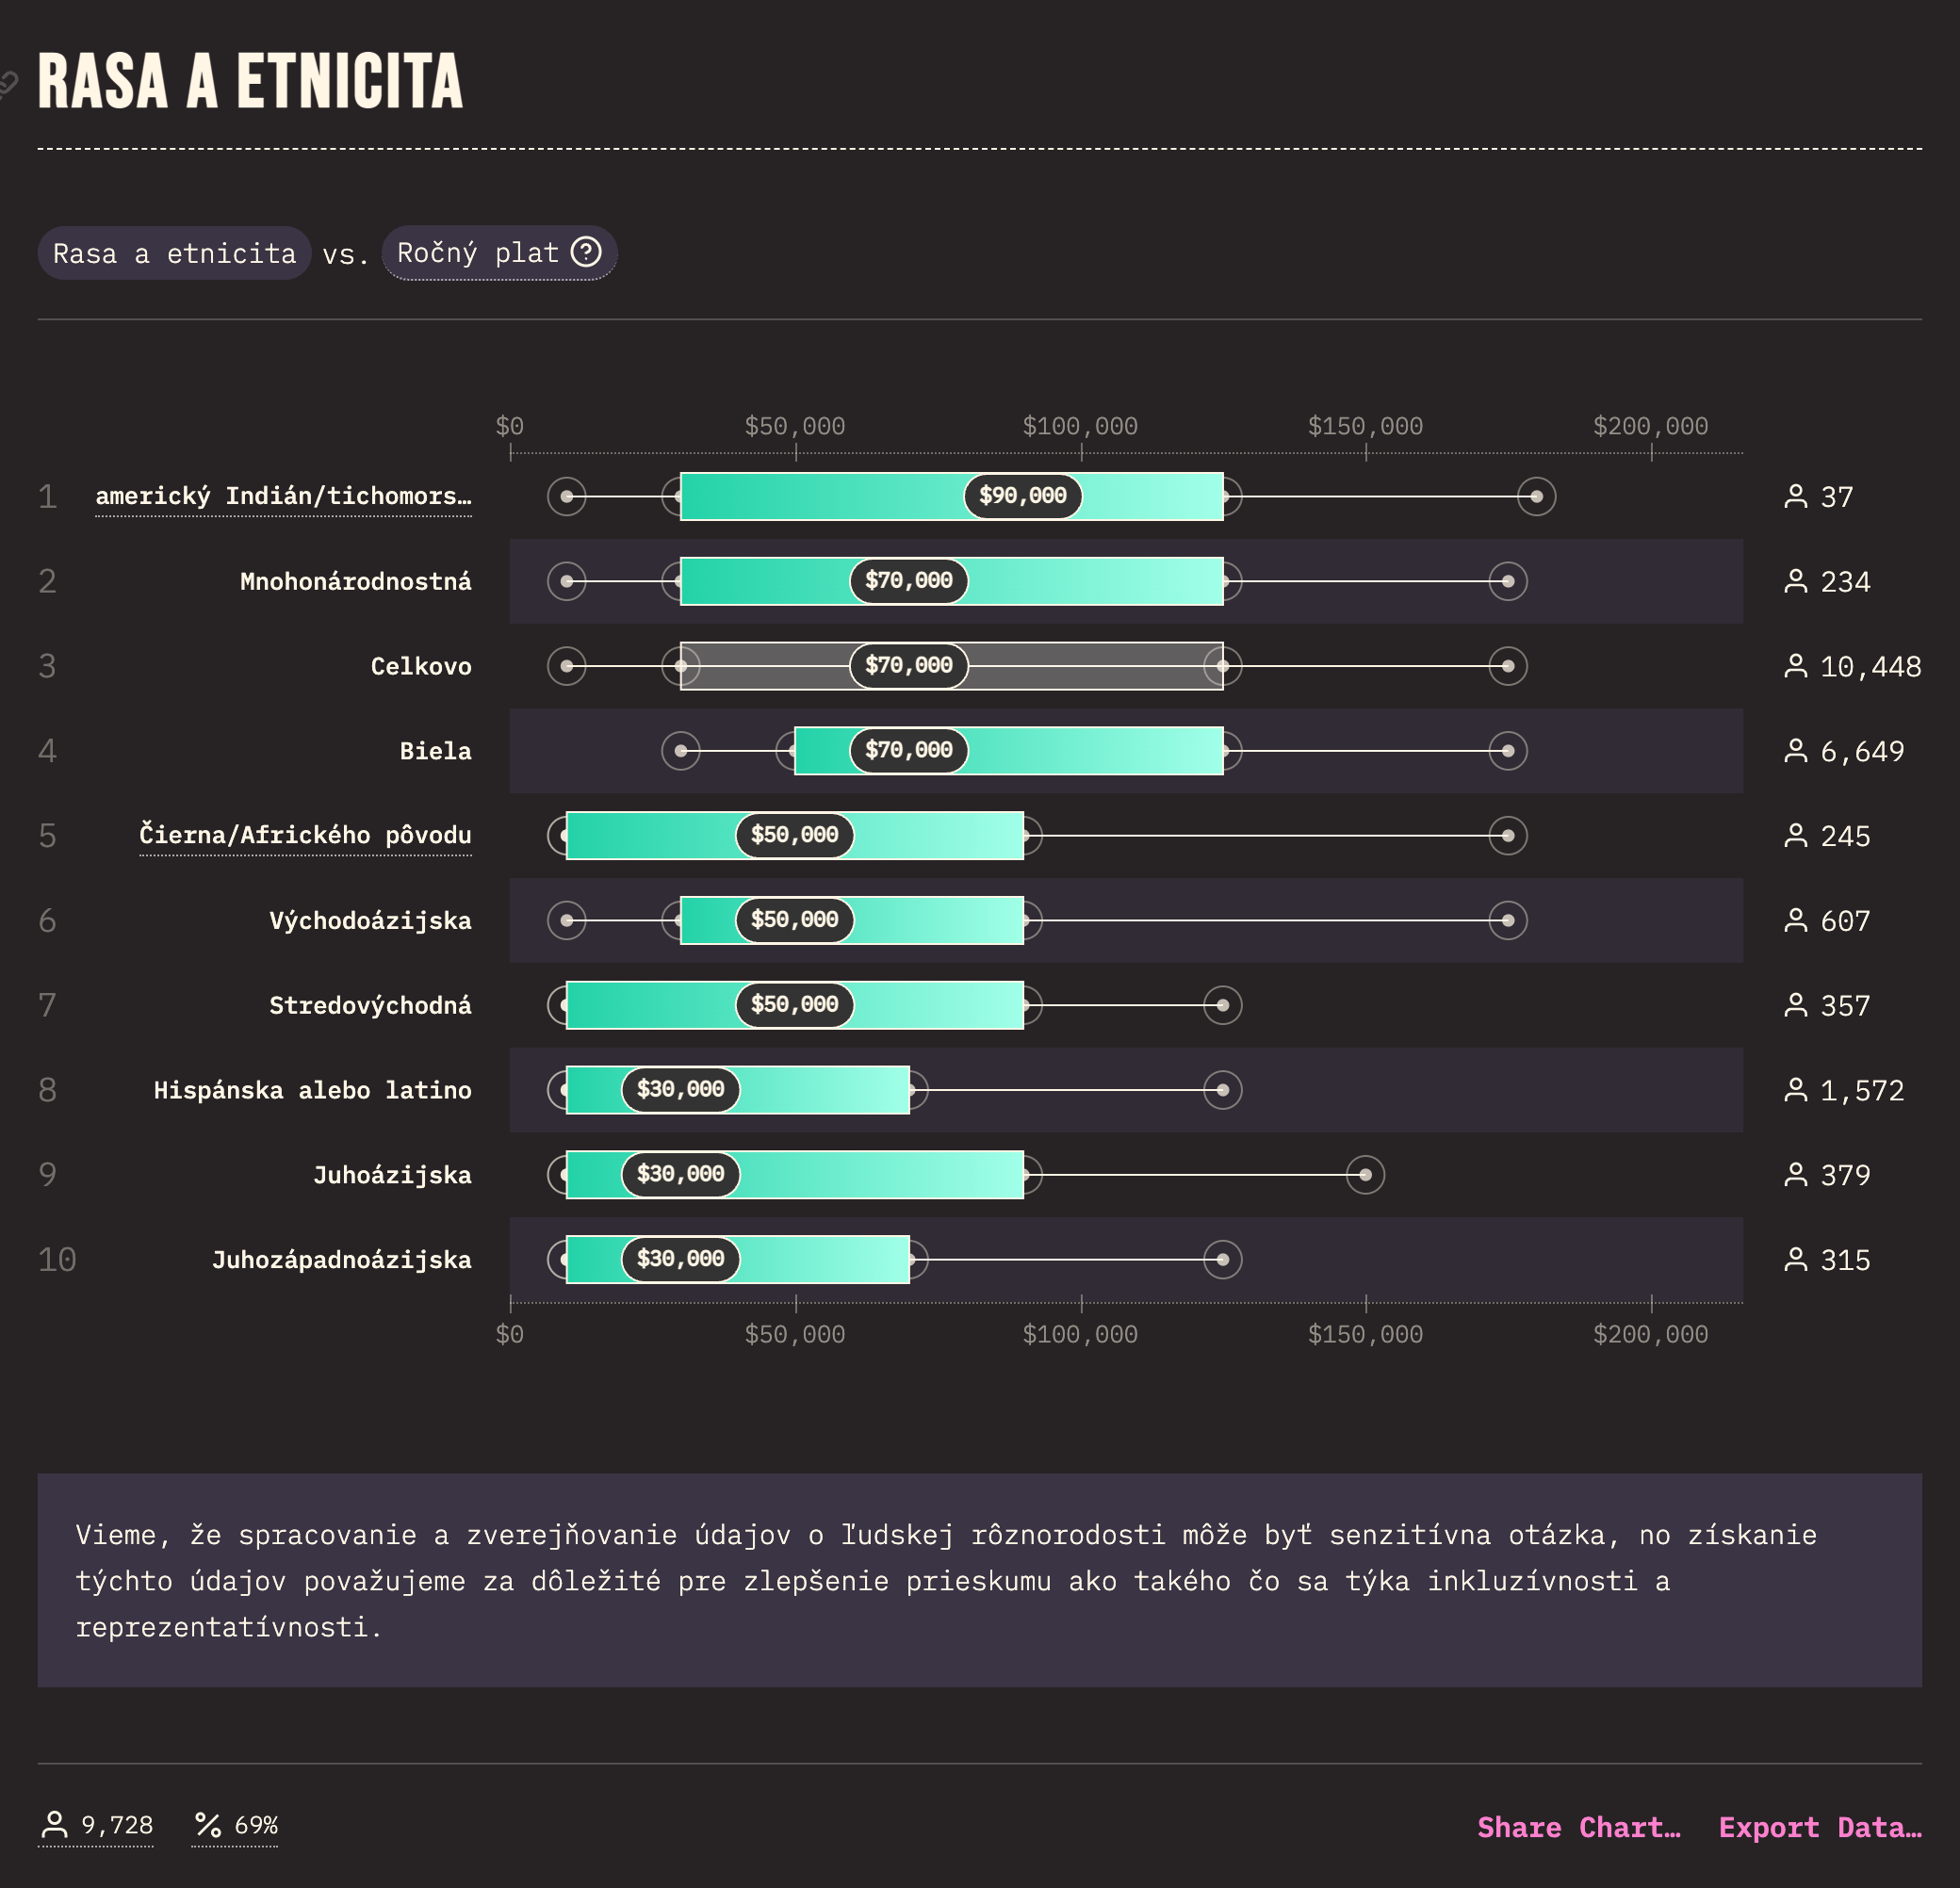 RASA A ETNICITA
Rasa a etnicita vs. Ročný plat ?
$0 $50,000 $100,000 $150,000 $200,000
1 americký Indián/tichomors… $90,000 37
2 Mnohonárodnostná $70,000 234
3 Celkovo $70,000 10,448
4 Biela $70,000 6,649
5 Čierna/Afrického pôvodu $50,000 245
6 Východoázijska $50,000 607
7 Stredovýchodná $50,000 357
8 Hispánska alebo latino $30,000 1,572
9 Juhoázijska $30,000 379
10 Juhozápadnoázijska $30,000 315
$0 $50,000 $100,000 $150,000 $200,000
Vieme, že spracovanie a zverejňovanie údajov o ľudskej rôznorodosti môže byť senzitívna otázka, no získanie
týchto údajov považujeme za dôležité pre zlepšenie prieskumu ako takého čo sa týka inkluzívnosti a
reprezentatívnosti.
9,728 % 69% Share Chart… Export Data…